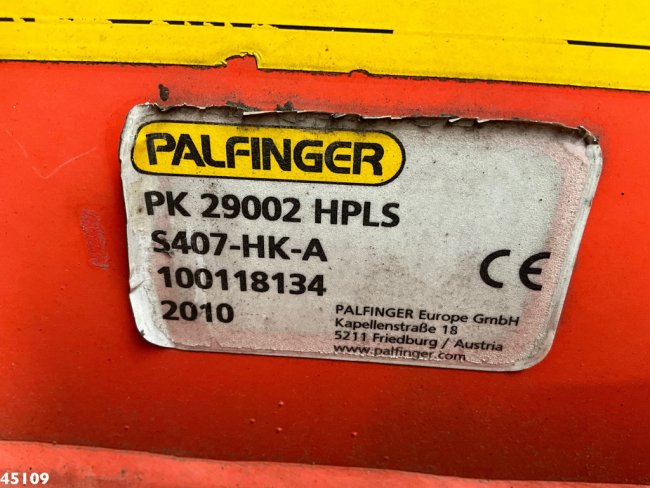 PALFINGER
PK 29002 HPLS
S407-HK-A
100118134
2010
CE
PALFINGER Europe GmbH
Kapellenstraße 18
5211 Friedburg / Austria
www.palfinger.com
45109